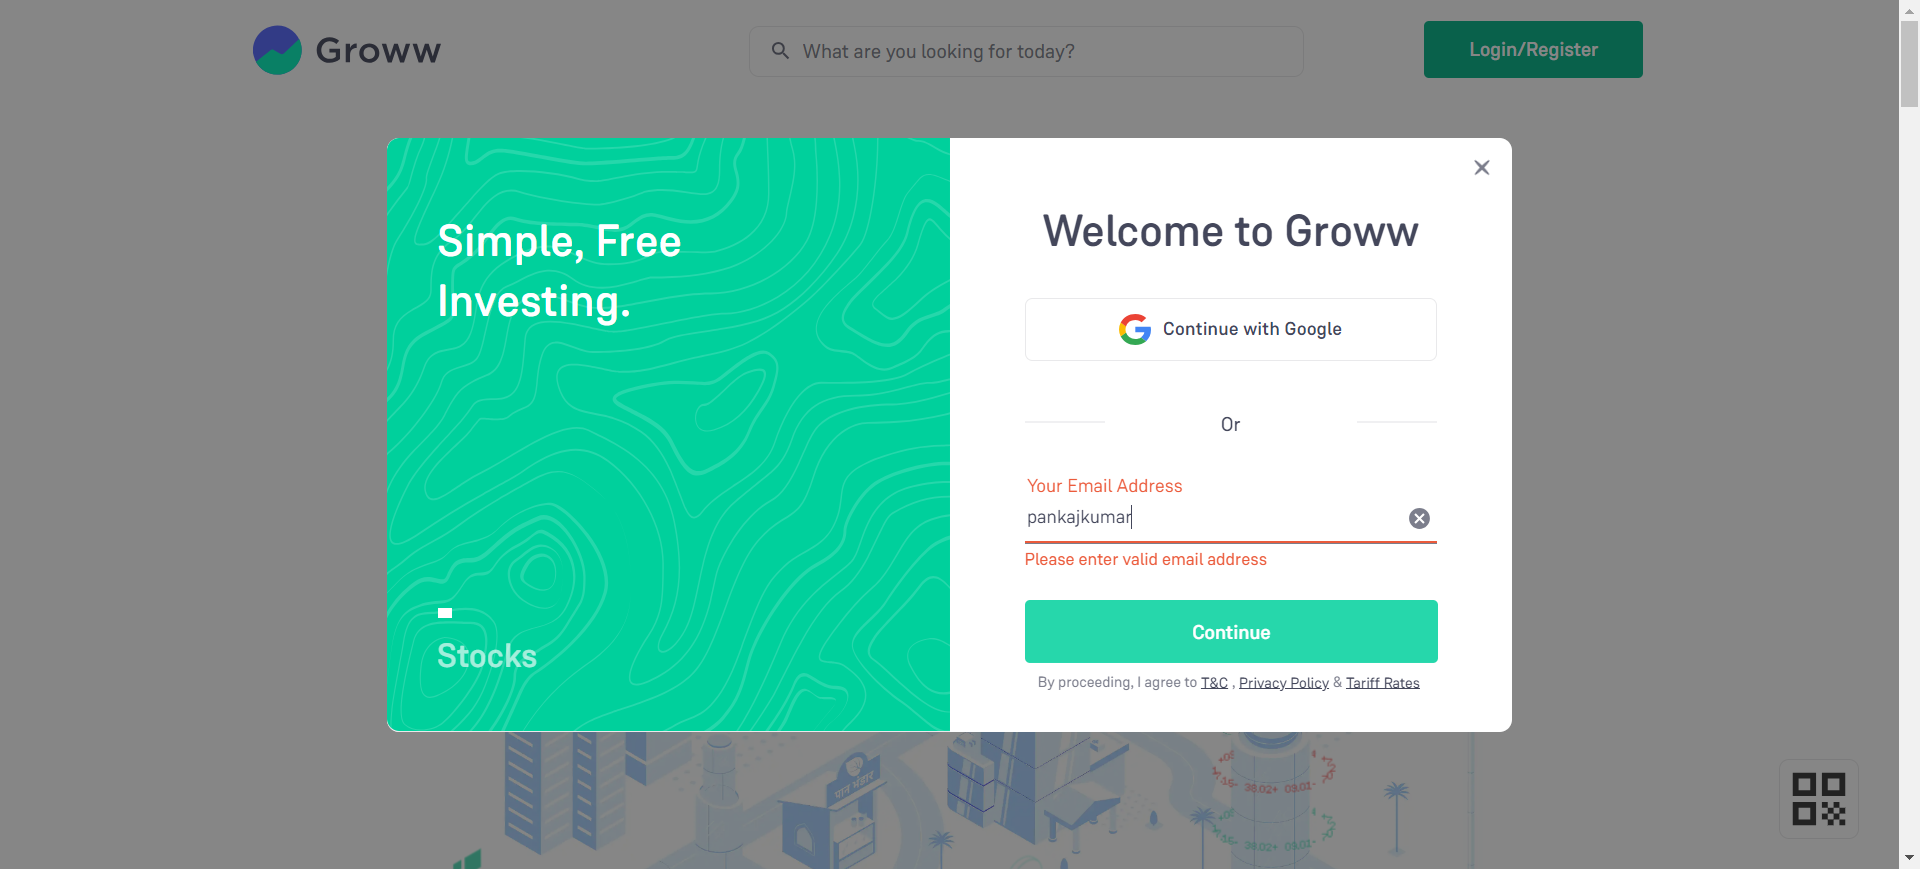 Groww
What are you looking for today?
Login/Register
Simple, Free
Investing.
Stocks
Welcome to Groww
Continue with Google
Or
Your Email Address
pankajkumar
Please enter valid email address
Continue
By proceeding, I agree to T&C , Privacy Policy & Tariff Rates
पान भंडार